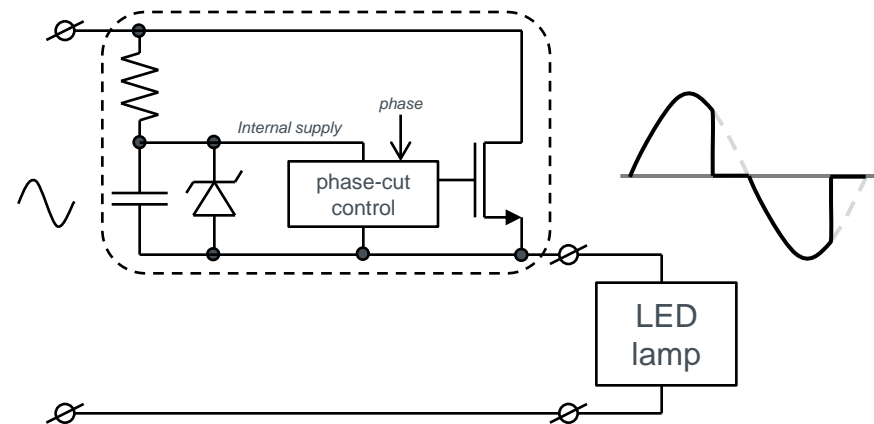 phase
Internal supply
phase-cut
control
LED
lamp